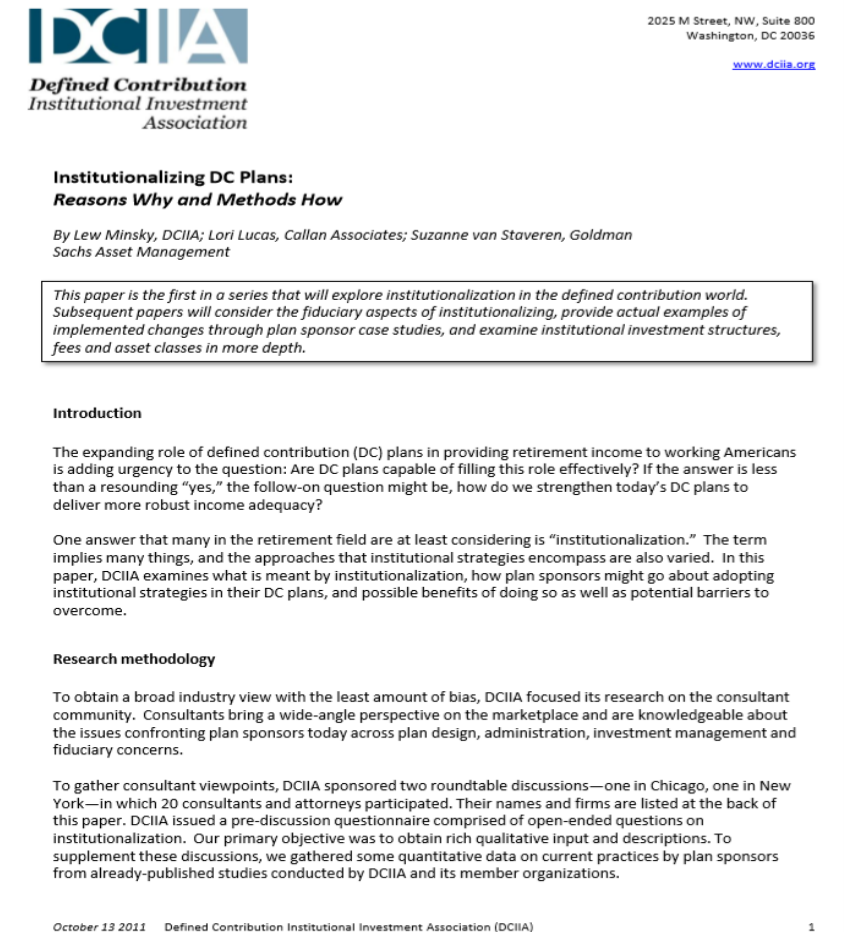 DCIIA
Defined Contribution
Institutional Investment
Association
2025 M Street, NW, Suite 800
Washington, DC 20036
www.dciia.org
Institutionalizing DC Plans:
Reasons Why and Methods How
By Lew Minsky, DCIIA; Lori Lucas, Callan Associates; Suzanne van Staveren, Goldman
Sachs Asset Management
This paper is the first in a series that will explore institutionalization in the defined contribution world.
Subsequent papers will consider the fiduciary aspects of institutionalizing, provide actual examples of
implemented changes through plan sponsor case studies, and examine institutional investment structures,
fees and asset classes in more depth.
Introduction
The expanding role of defined contribution (DC) plans in providing retirement income to working Americans
is adding urgency to the question: Are DC plans capable of filling this role effectively? If the answer is less
than a resounding “yes,” the follow-on question might be, how do we strengthen today’s DC plans to
deliver more robust income adequacy?
One answer that many in the retirement field are at least considering is “institutionalization.”  The term
implies many things, and the approaches that institutional strategies encompass are also varied.  In this
paper, DCIIA examines what is meant by institutionalization, how plan sponsors might go about adopting
institutional strategies in their DC plans, and possible benefits of doing so as well as potential barriers to
overcome.
Research methodology
To obtain a broad industry view with the least amount of bias, DCIIA focused its research on the consultant
community.  Consultants bring a wide-angle perspective on the marketplace and are knowledgeable about
the issues confronting plan sponsors today across plan design, administration, investment management and
fiduciary concerns.
To gather consultant viewpoints, DCIIA sponsored two roundtable discussions—one in Chicago, one in New
York—in which 20 consultants and attorneys participated. Their names and firms are listed at the back of
this paper. DCIIA issued a pre-discussion questionnaire comprised of open-ended questions on
institutionalization.  Our primary objective was to obtain rich qualitative input and descriptions. To
supplement these discussions, we gathered some quantitative data on current practices by plan sponsors
from already-published studies conducted by DCIIA and its member organizations.
October 13 2011 Defined Contribution Institutional Investment Association (DCIIA) 1